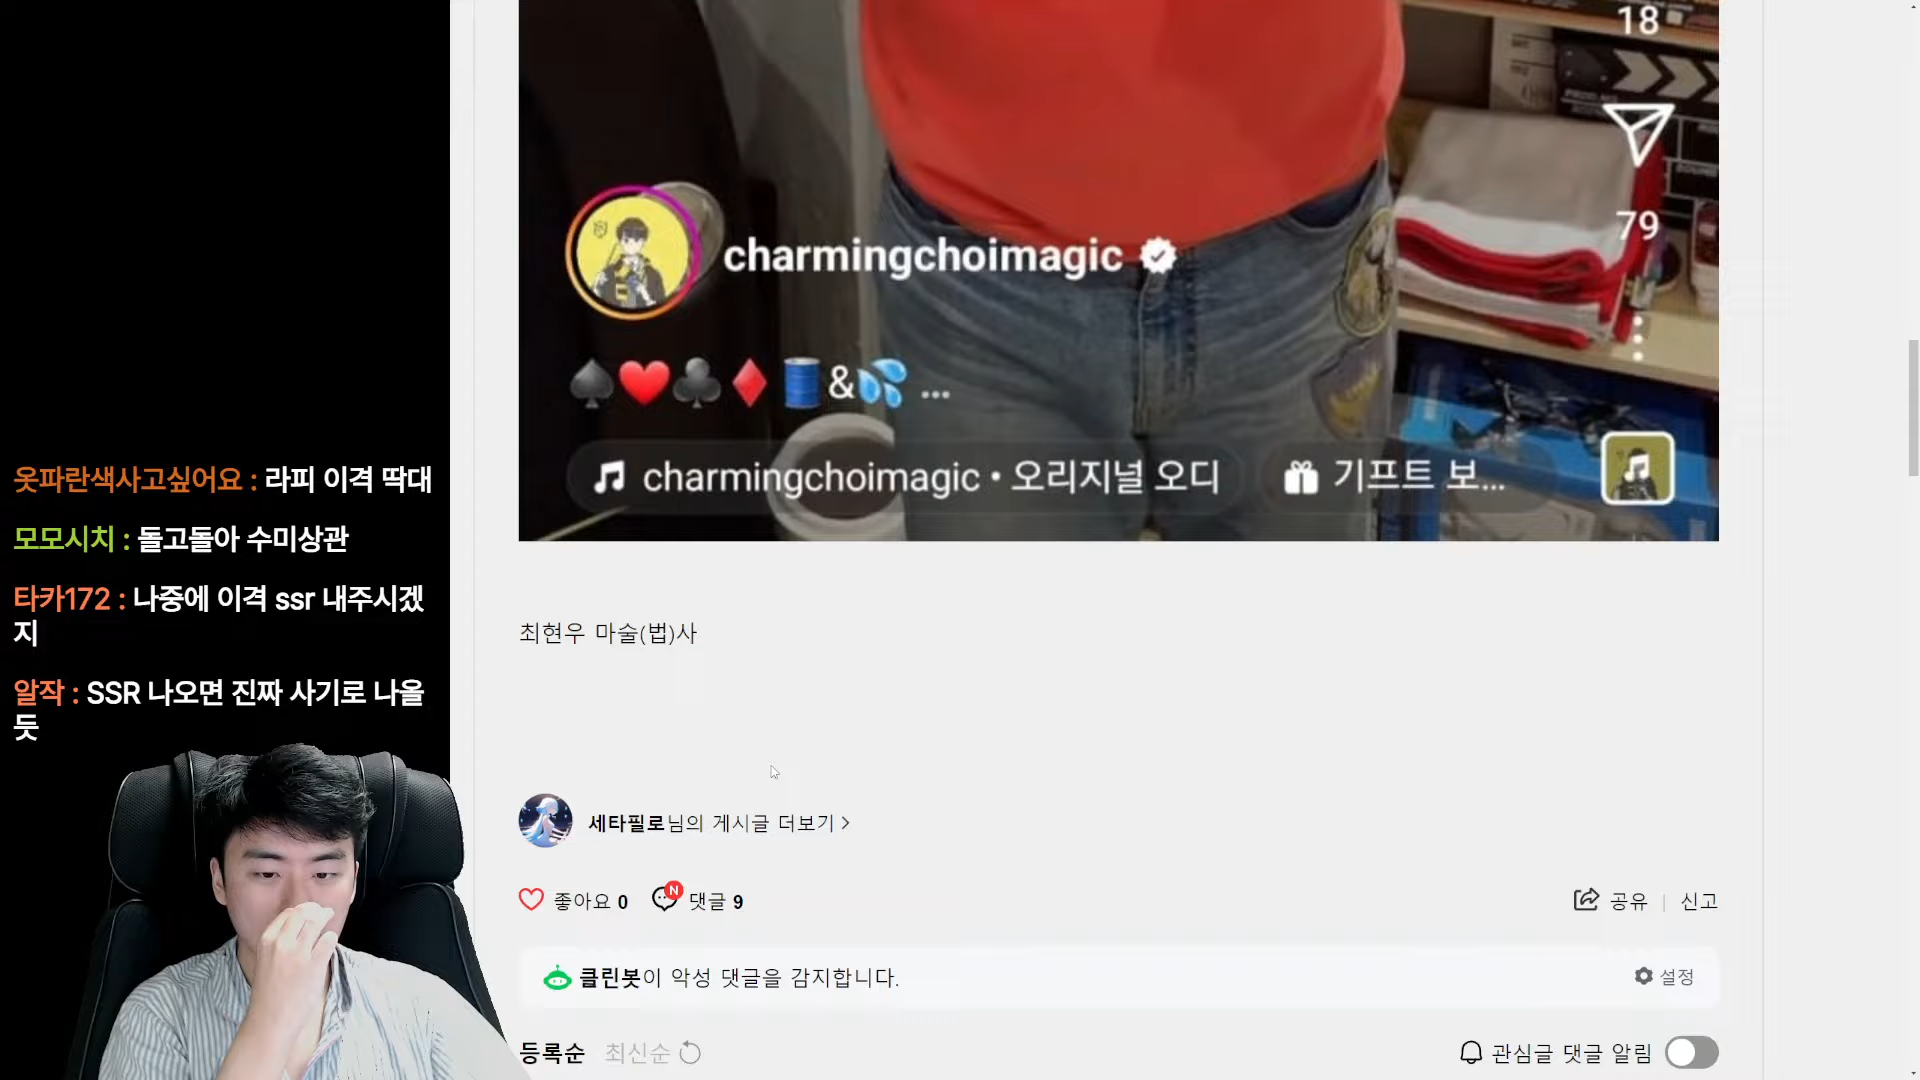 옷파란색사고싶어요 : 라피 이격 딱대
모모시치 : 돌고돌아 수미상관
타카172 : 나중에 이격 ssr 내주시겠
지
알작 : SSR 나오면 진짜 사기로 나올
듯
18
79
charmingchoimagic
♠️❤️♣️♦️🧵&💦 ...
charmingchoimagic • 오리지널 오디
기프트 보...
최현우 마술(법)사
세타필로님의 게시글 더보기 >
좋아요 0
N
댓글 9
공유 | 신고
클린봇이 악성 댓글을 감지합니다.
설정
등록순 최신순
관심글 댓글 알림